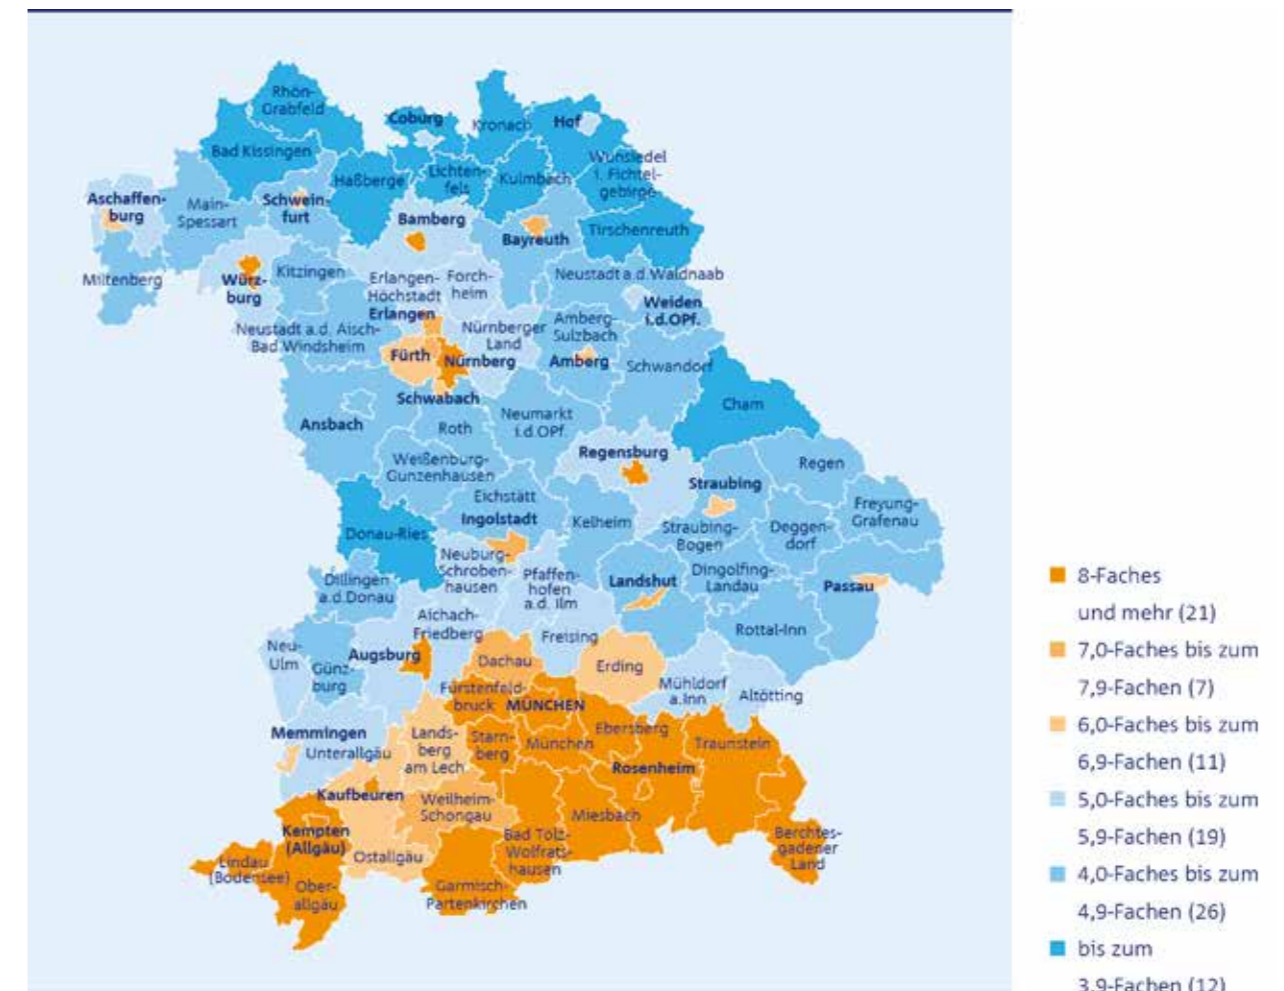 Rhön-
Grabfeld
Coburg
Kronach
Hof
Bad Kissingen
Wunsiedel
i. Fichtel-
gebirge
Haßberge
Lichten-
fels
Kulmbach
Aschaffen-
burg
Main-
Spessart
Schwein-
furt
Bamberg
Bayreuth
Tirschenreuth
Miltenberg
Würz-
burg
Kitzingen
Erlangen-
Höchstadt
Forch-
heim
Neustadt a.d.Waldnaab
Weiden
i.d.OPf.
Erlangen
Neustadt a.d. Aisch-
Bad Windsheim
Nürnberger
Land
Amberg-
Sulzbach
Fürth
Nürnberg
Amberg
Schwandorf
Schwabach
Ansbach
Roth
Neumarkt
i.d.OPf.
Cham
Weißenburg-
Gunzenhausen
Regensburg
Straubing
Regen
Eichstätt
Ingolstadt
Kelheim
Straubing-
Bogen
Deggen-
dorf
Freyung-
Grafenau
Donau-Ries
Neuburg-
Schroben-
hausen
Pfaffen-
hofen
a.d. Ilm
Landshut
Dingolfing-
Landau
Passau
Dillingen
a.d.Donau
Aichach-
Friedberg
Freising
Rottal-Inn
Neu-
Ulm
Günz-
burg
Augsburg
Dachau
Erding
Mühldorf
a.Inn
Altötting
Fürstenfeld-
bruck
MÜNCHEN
Memmingen
Unterallgäu
Lands-
berg
am Lech
Starn-
berg
München
Ebersberg
Traunstein
Rosenheim
Kaufbeuren
Weilheim-
Schongau
Miesbach
Kempten
(Allgäu)
Ostallgäu
Bad Tölz-
Wolfrats-
hausen
Berchtes-
gadener
Land
Lindau
(Bodensee)
Ober-
allgäu
Garmisch-
Partenkirchen
8-Faches
und mehr (21)
7,0-Faches bis zum
7,9-Fachen (7)
6,0-Faches bis zum
6,9-Fachen (11)
5,0-Faches bis zum
5,9-Fachen (19)
4,0-Faches bis zum
4,9-Fachen (26)
bis zum
3,9-Fachen (12)